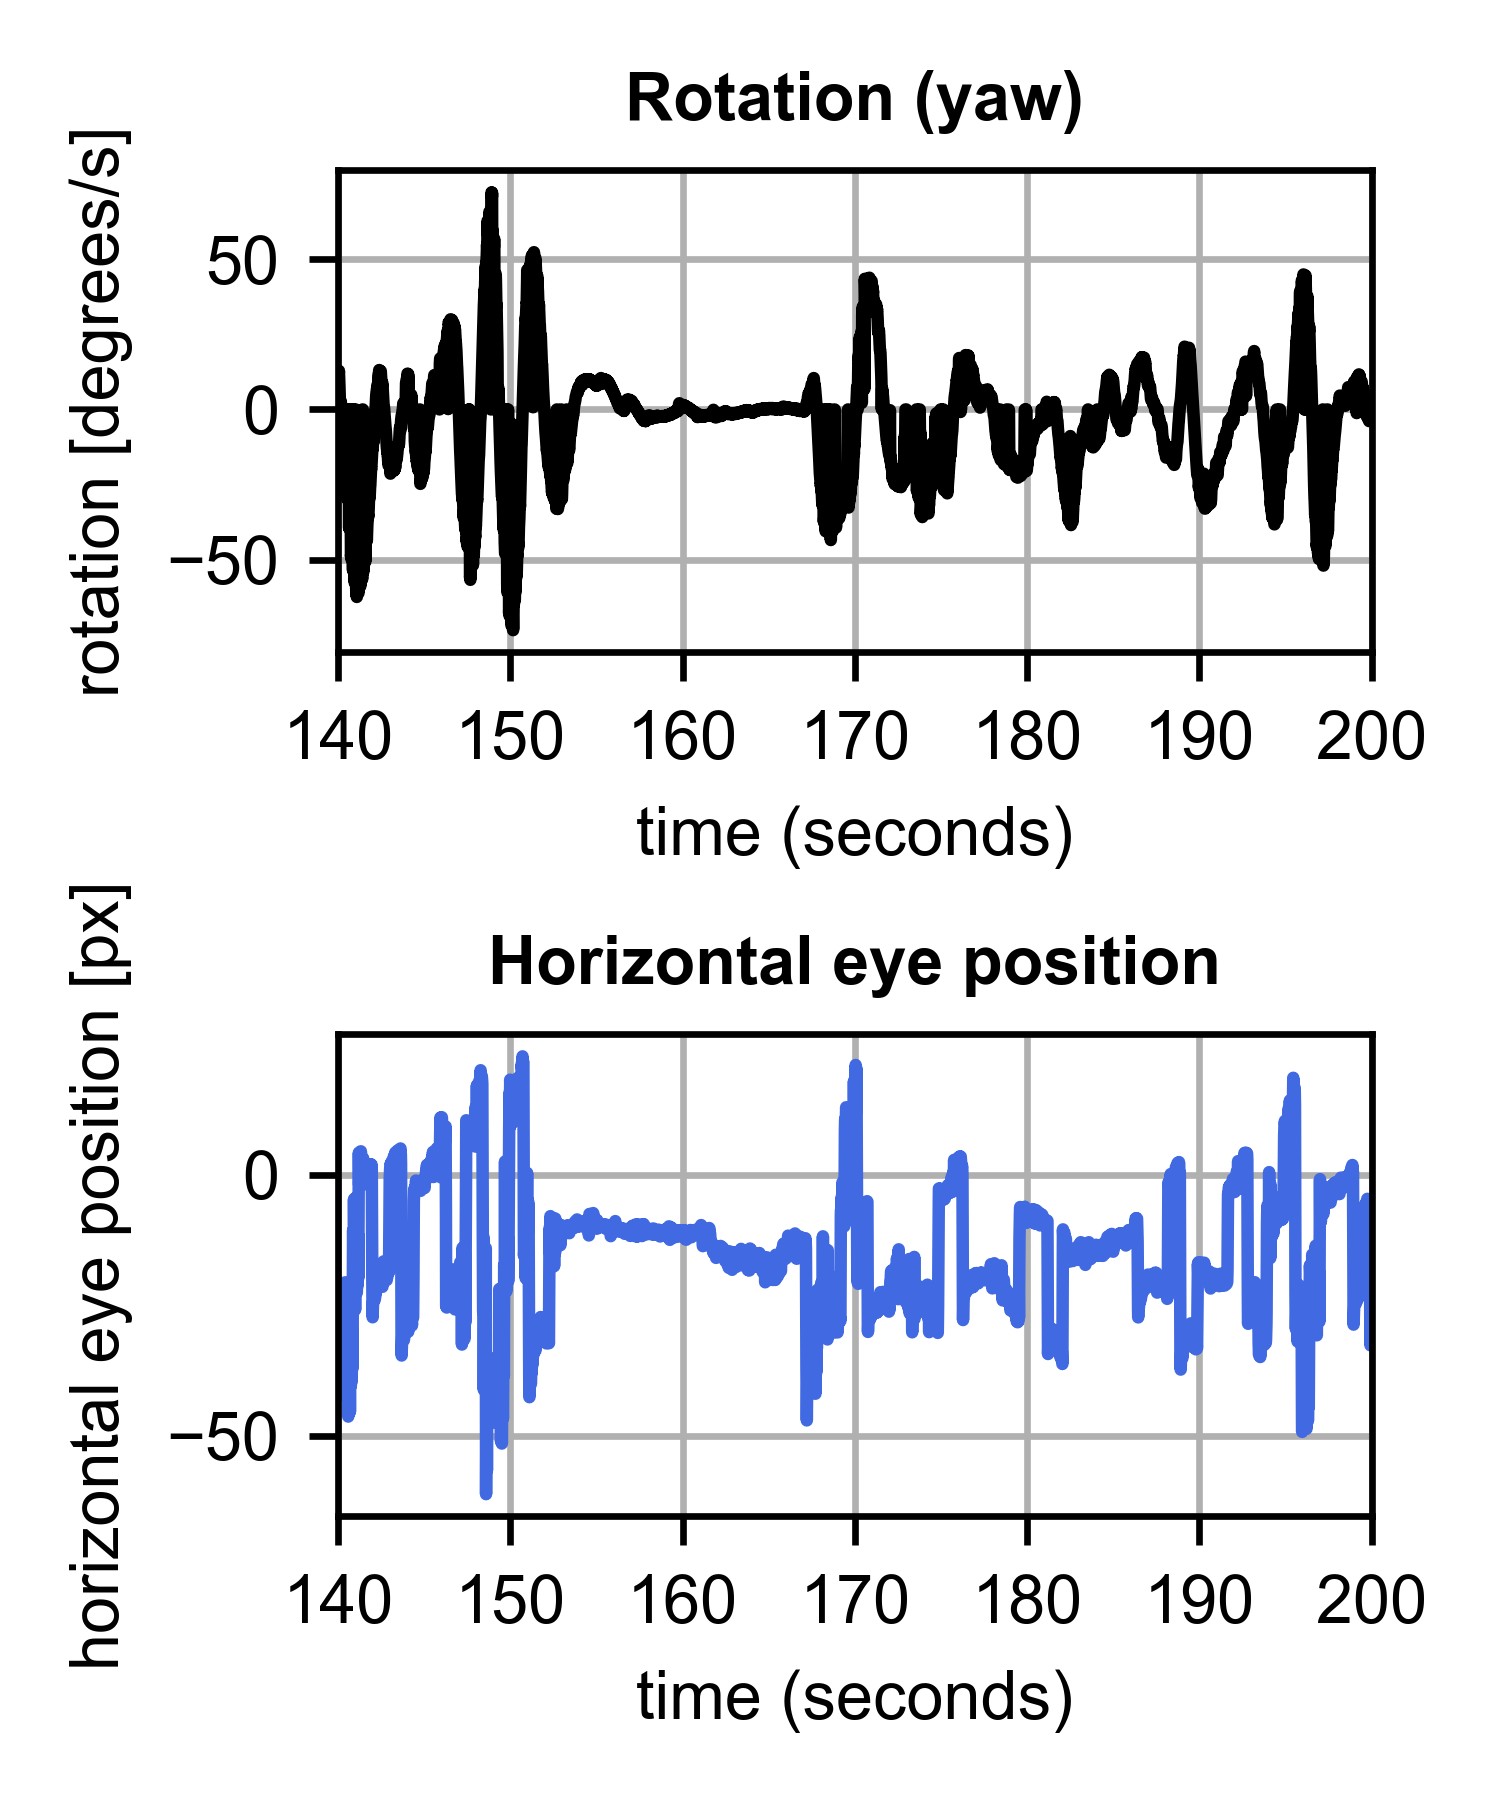 Rotation (yaw)
rotation [degrees/s]
50
0
−50
140 150 160 170 180 190 200
time (seconds)
Horizontal eye position
horizontal eye position [px]
0
−50
140 150 160 170 180 190 200
time (seconds)